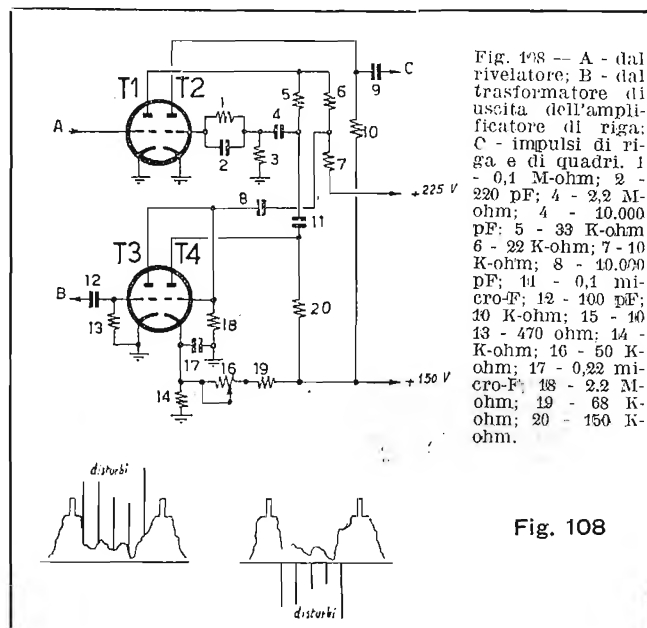 T1 T2
T3 T4
A
B
C
1
2
3
4
5
6
7
8
9
10
11
12
13
14
16
17
18
19
20
+225 V
+150 V
Fig. 108 — A - dal
rivelatore; B - dal
trasformatore di
uscita dell'ampli-
ficatore di riga;
C - impulsi di ri-
ga e di quadri. 1
- 0,1 M-ohm; 2 -
220 pF; 4 - 2,2 M-
ohm; 4 - 10.000
pF; 5 - 33 K-ohm
6 - 22 K-ohm; 7 - 10
K-ohm; 8 - 10.000
pF; 11 - 0,1 mi-
cro-F; 12 - 100 pF;
10 K-ohm; 15 - 10
13 - 470 ohm; 14 -
K-ohm; 16 - 50 K-
ohm; 17 - 0,22 mi-
cro-F; 18 - 2.2 M-
ohm; 19 - 68 K-
ohm; 20 - 150 K-
ohm.
disturbi
disturbi
Fig. 108